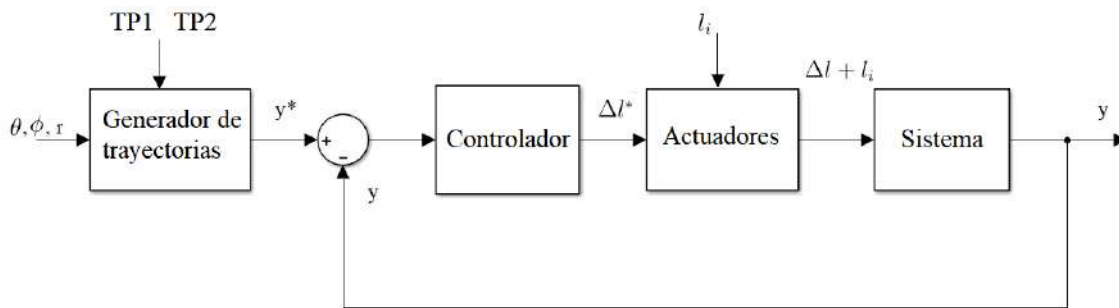 TP1 TP2
θ, ϕ, r
Generador de
trayectorias
y*
+
-
y
Controlador
Δl*
l_i
Actuadores
Δl + l_i
Sistema
y